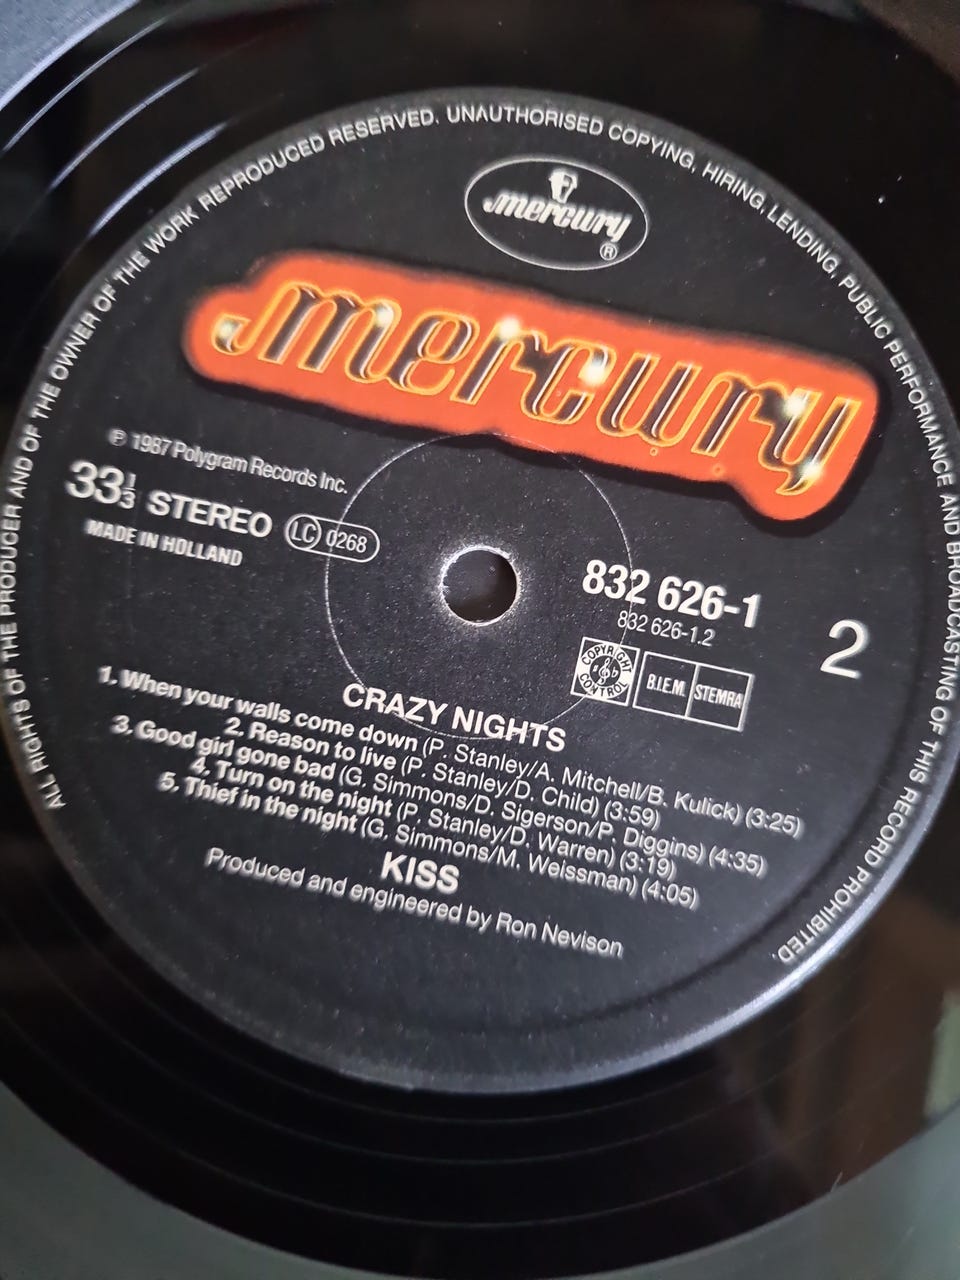 ALL RIGHTS OF THE PRODUCER AND OF THE OWNER OF THE WORK REPRODUCED RESERVED. UNAUTHORISED COPYING, HIRING, LENDING, PUBLIC PERFORMANCE AND BROADCASTING OF THIS RECORD PROHIBITED.
mercury
®
mercury
℗ 1987 Polygram Records Inc.
33 1/3 STEREO LC 0268
MADE IN HOLLAND
832 626-1
832 626-1.2
2
COPYRIGHT CONTROL
B.I.E.M. STEMRA
CRAZY NIGHTS
1. When your walls come down (P. Stanley/A. Mitchell/B. Kulick) (3:25)
2. Reason to live (P. Stanley/D. Child) (3:59)
3. Good girl gone bad (G. Simmons/D. Sigerson/P. Diggins) (4:35)
4. Turn on the night (P. Stanley/D. Warren) (3:19)
5. Thief in the night (G. Simmons/M. Weissman) (4:05)
KISS
Produced and engineered by Ron Nevison